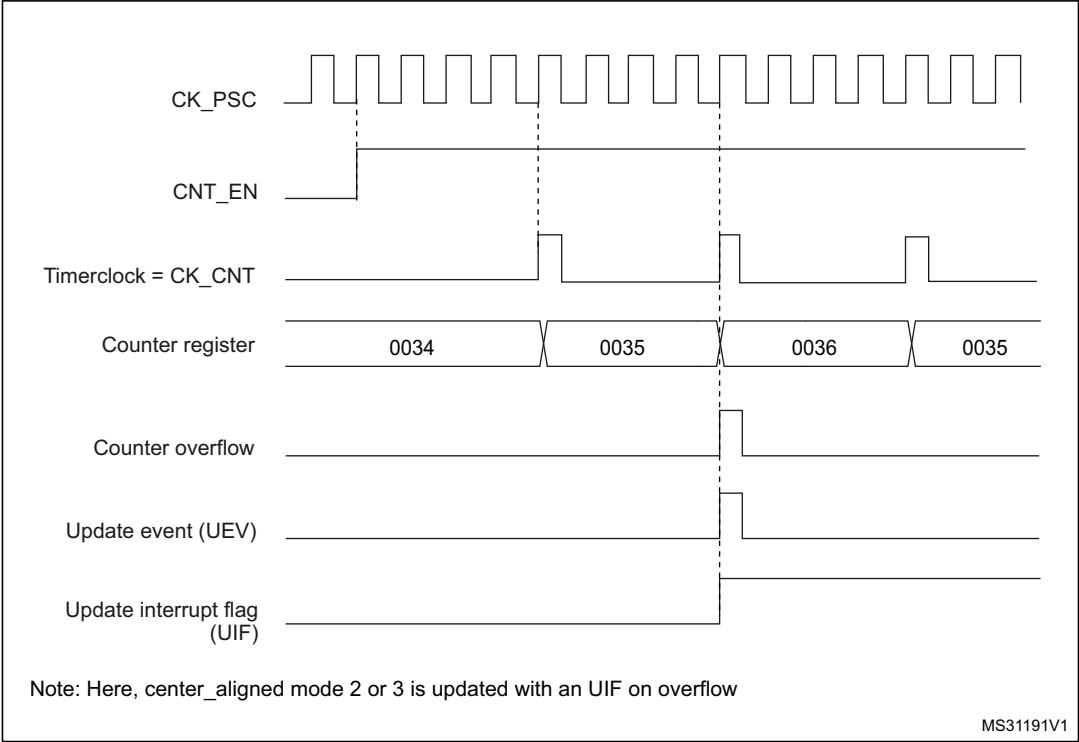 CK_PSC
CNT_EN
Timerclock = CK_CNT
Counter register
0034
0035
0036
0035
Counter overflow
Update event (UEV)
Update interrupt flag
(UIF)
Note: Here, center_aligned mode 2 or 3 is updated with an UIF on overflow
MS31191V1